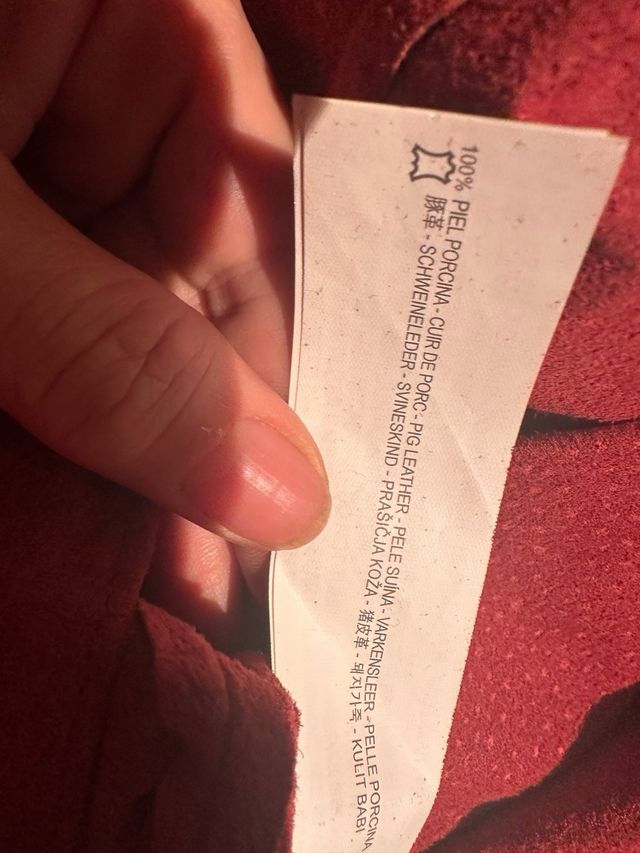 100% PIEL PORCINA - CUIR DE PORC - PIG LEATHER - PELE SUÍNA - VARKENSLEER - PELLE PORCINA
豚革 - SCHWEINELEDER - SVINESKIND - PRAŠIČJA KOŽA - 猪皮革 - 돼지가죽 - KULIT BABI